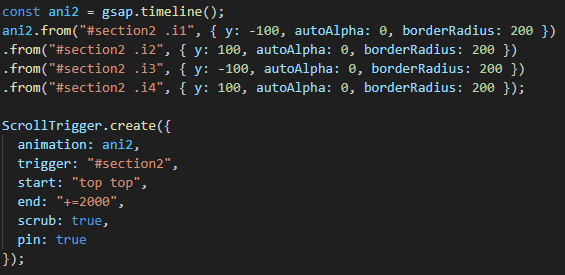 const ani2 = gsap.timeline();
ani2.from("#section2 .i1", { y: -100, autoAlpha: 0, borderRadius: 200 })
.from("#section2 .i2", { y: 100, autoAlpha: 0, borderRadius: 200 })
.from("#section2 .i3", { y: -100, autoAlpha: 0, borderRadius: 200 })
.from("#section2 .i4", { y: 100, autoAlpha: 0, borderRadius: 200 });

ScrollTrigger.create({
  animation: ani2,
  trigger: "#section2",
  start: "top top",
  end: "+=2000",
  scrub: true,
  pin: true
});